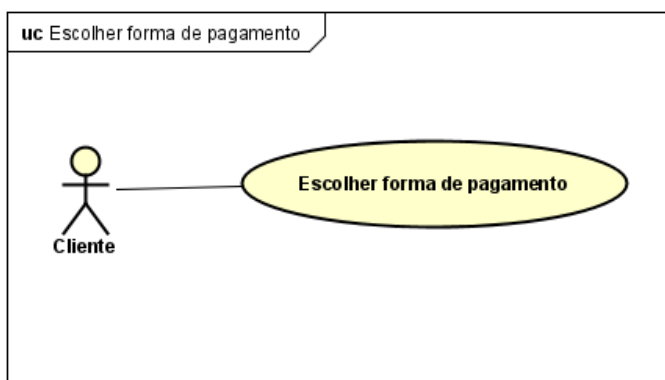 uc Escolher forma de pagamento
Escolher forma de pagamento
Cliente